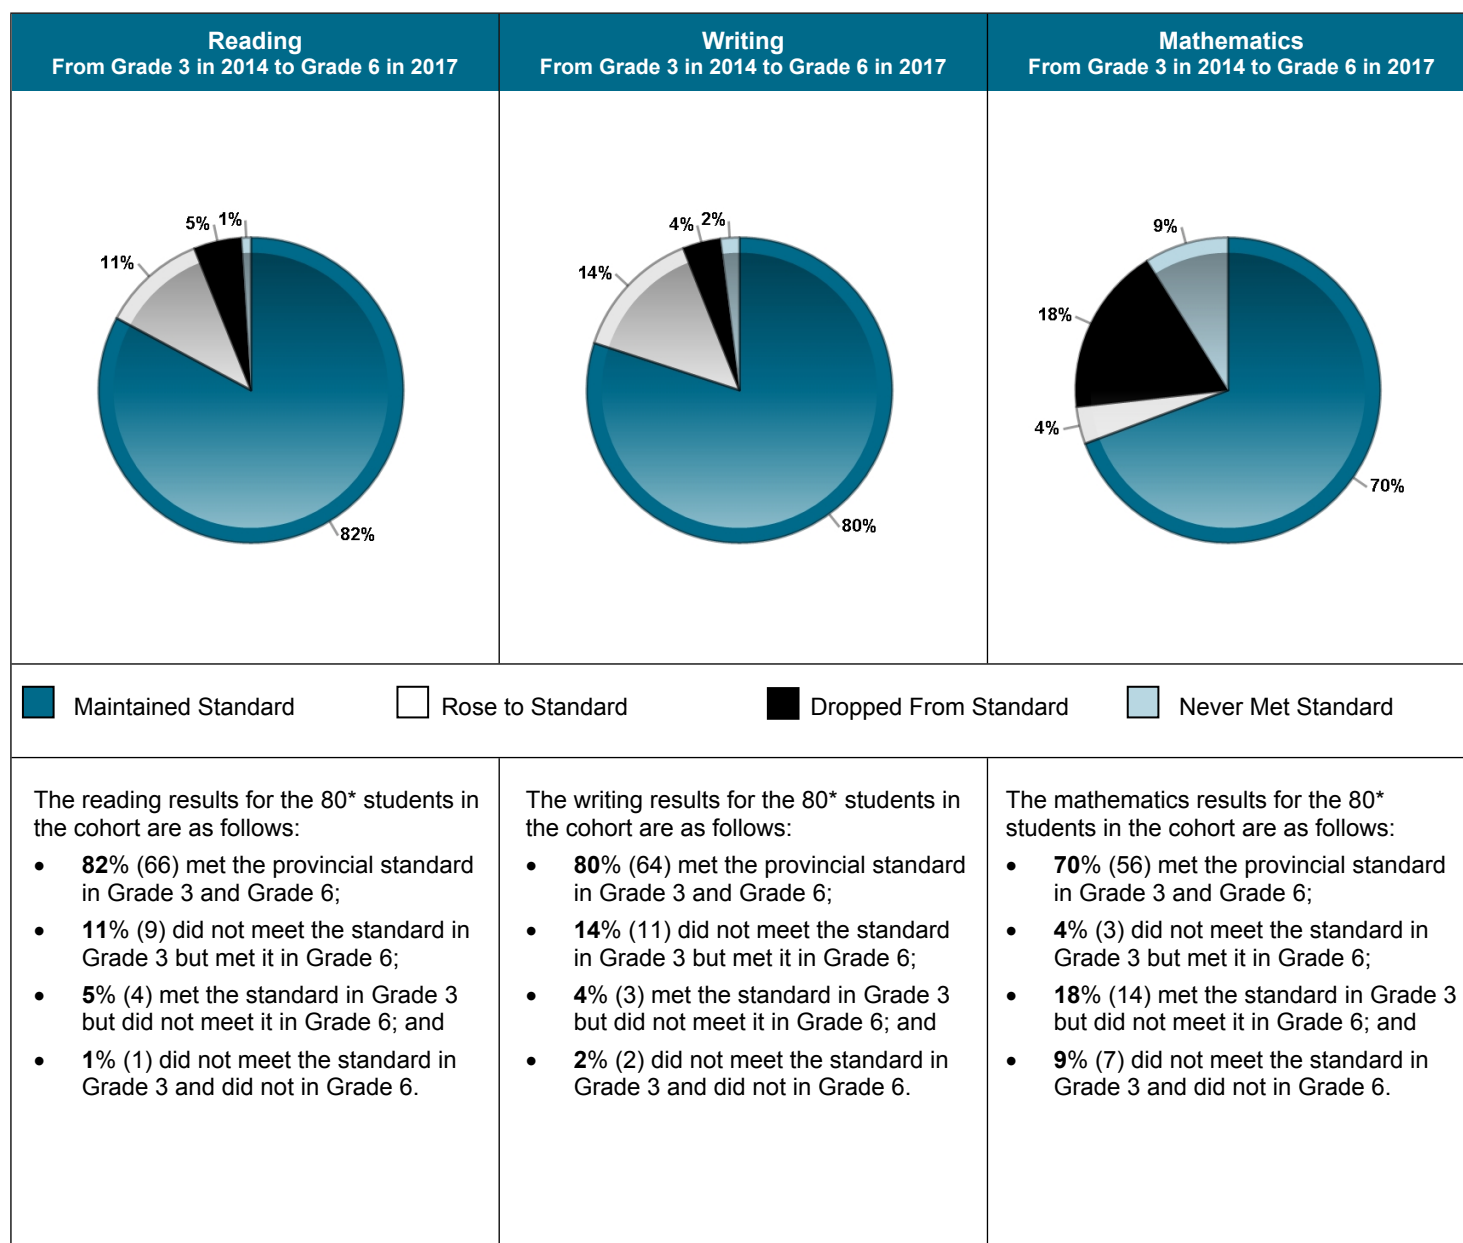 Reading
From Grade 3 in 2014 to Grade 6 in 2017
Writing
From Grade 3 in 2014 to Grade 6 in 2017
Mathematics
From Grade 3 in 2014 to Grade 6 in 2017
5% 1%
11%
82%
4% 2%
14%
80%
9%
18%
4%
70%
Maintained Standard
Rose to Standard
Dropped From Standard
Never Met Standard
The reading results for the 80* students in
the cohort are as follows:
• 82% (66) met the provincial standard
in Grade 3 and Grade 6;
• 11% (9) did not meet the standard in
Grade 3 but met it in Grade 6;
• 5% (4) met the standard in Grade 3
but did not meet it in Grade 6; and
• 1% (1) did not meet the standard in
Grade 3 and did not in Grade 6.
The writing results for the 80* students in
the cohort are as follows:
• 80% (64) met the provincial standard
in Grade 3 and Grade 6;
• 14% (11) did not meet the standard
in Grade 3 but met it in Grade 6;
• 4% (3) met the standard in Grade 3
but did not meet it in Grade 6; and
• 2% (2) did not meet the standard in
Grade 3 and did not in Grade 6.
The mathematics results for the 80*
students in the cohort are as follows:
• 70% (56) met the provincial standard
in Grade 3 and Grade 6;
• 4% (3) did not meet the standard in
Grade 3 but met it in Grade 6;
• 18% (14) met the standard in Grade 3
but did not meet it in Grade 6; and
• 9% (7) did not meet the standard in
Grade 3 and did not in Grade 6.